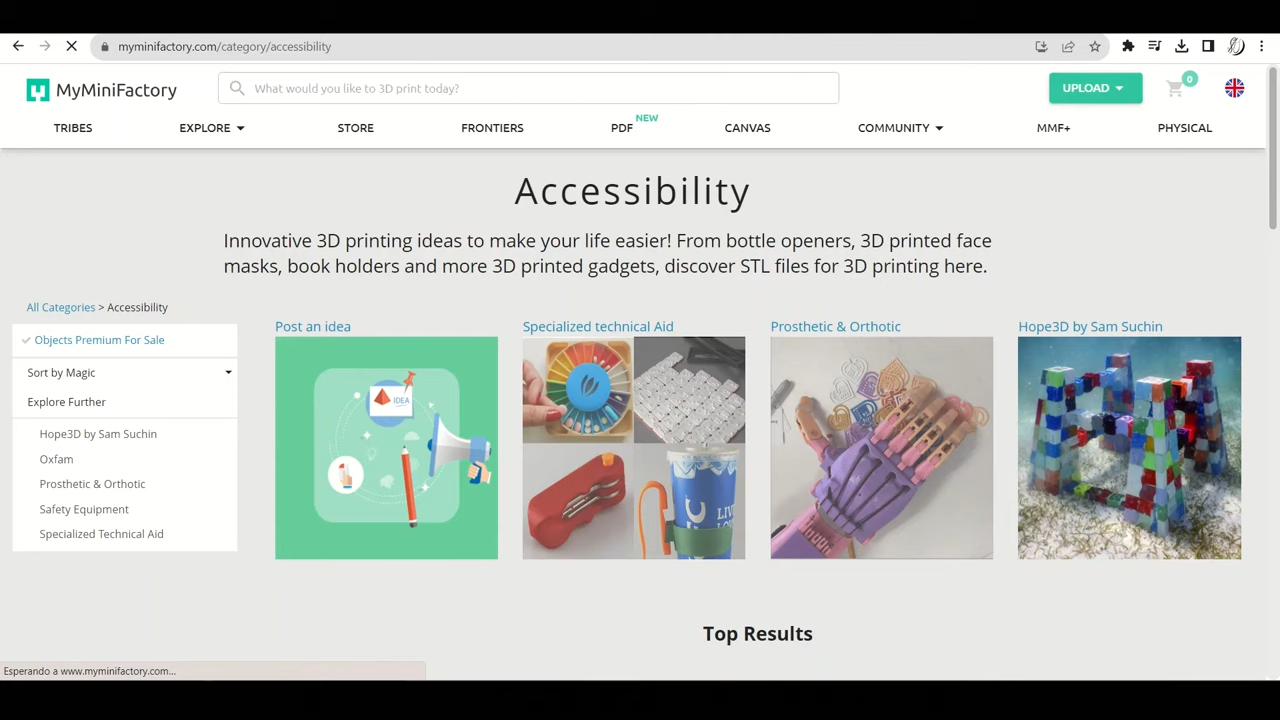 myminifactory.com/category/accessibility
MyMiniFactory
What would you like to 3D print today?
UPLOAD
0
TRIBES
EXPLORE
STORE
FRONTIERS
PDF
NEW
CANVAS
COMMUNITY
MMF+
PHYSICAL
Accessibility
Innovative 3D printing ideas to make your life easier! From bottle openers, 3D printed face
masks, book holders and more 3D printed gadgets, discover STL files for 3D printing here.
All Categories > Accessibility
Objects Premium For Sale
Sort by Magic
Explore Further
Hope3D by Sam Suchin
Oxfam
Prosthetic & Orthotic
Safety Equipment
Specialized Technical Aid
Post an idea
IDEA
Specialized technical Aid
Prosthetic & Orthotic
Hope3D by Sam Suchin
Top Results
Esperando a www.myminifactory.com...